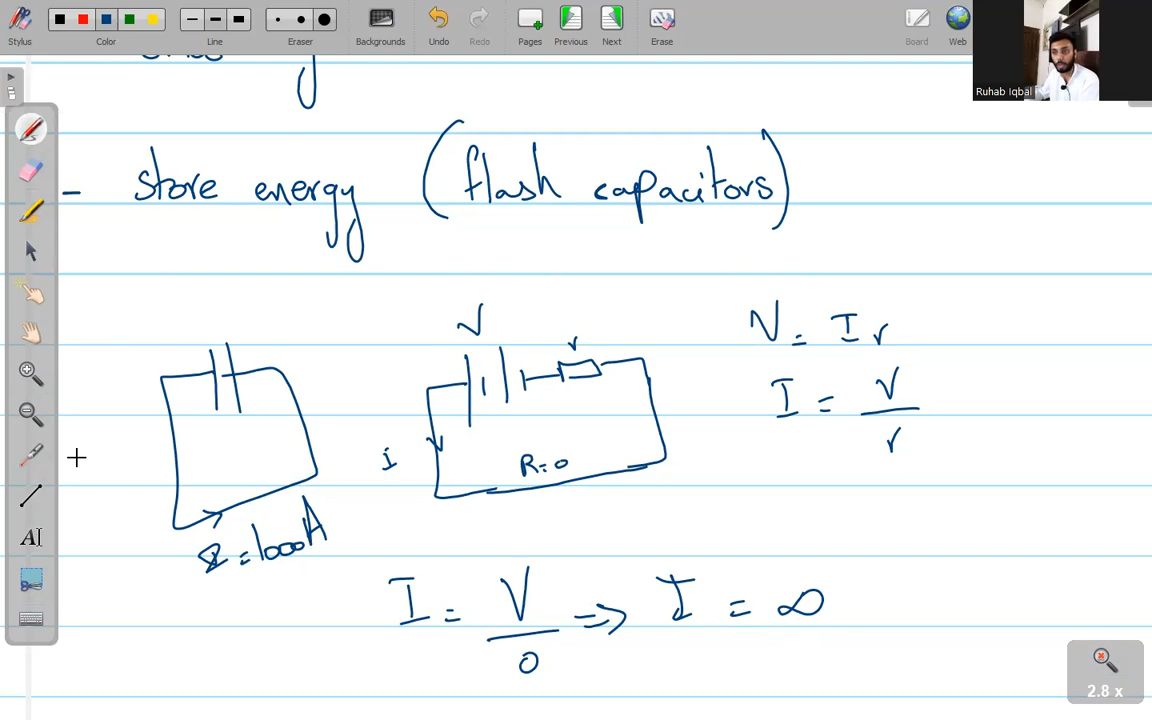 Stylus Color Line Eraser Backgrounds Undo Redo Pages Previous Next Erase Board Web
Ruhab Iqbal
- store energy (flash capacitors)
V
r
V = I r
I = V / r
i
R=0
= 1000A
I = V / 0 => I = ∞
2.8 x